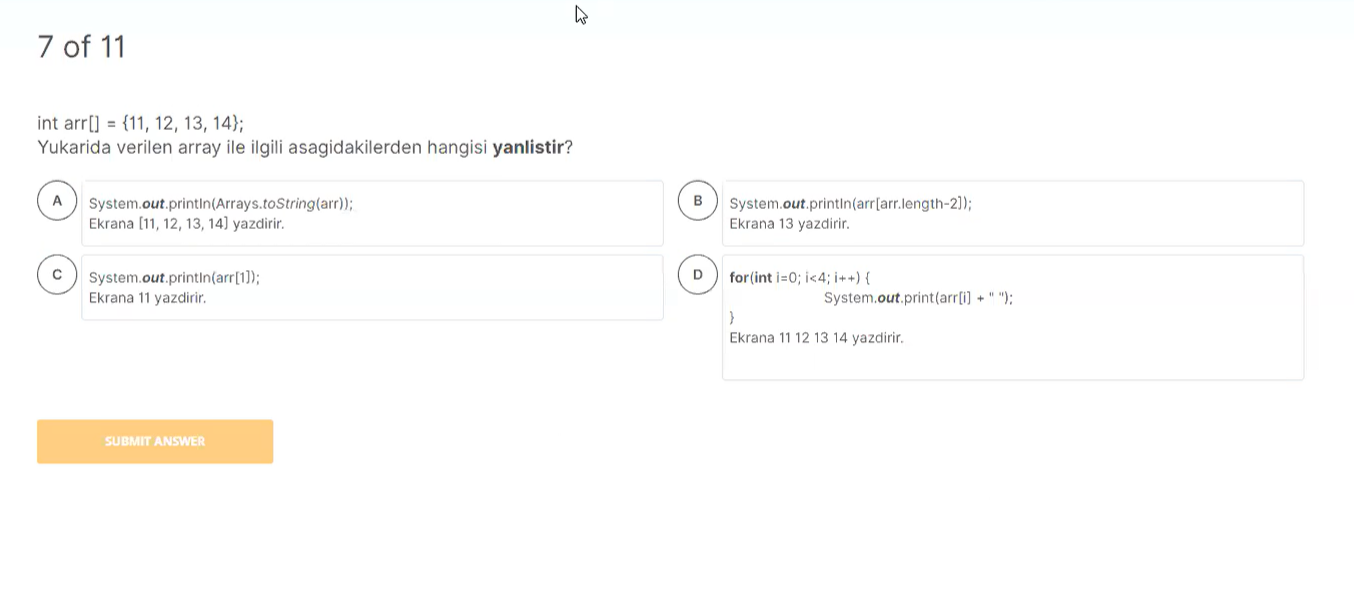 7 of 11
int arr[] = {11, 12, 13, 14};
Yukarida verilen array ile ilgili asagidakilerden hangisi yanlistir?
A
System.out.println(Arrays.toString(arr));
Ekrana [11, 12, 13, 14] yazdirir.
B
System.out.println(arr[arr.length-2]);
Ekrana 13 yazdirir.
C
System.out.println(arr[1]);
Ekrana 11 yazdirir.
D
for(int i=0; i<4; i++) {
System.out.print(arr[i] + " ");
}
Ekrana 11 12 13 14 yazdirir.
SUBMIT ANSWER